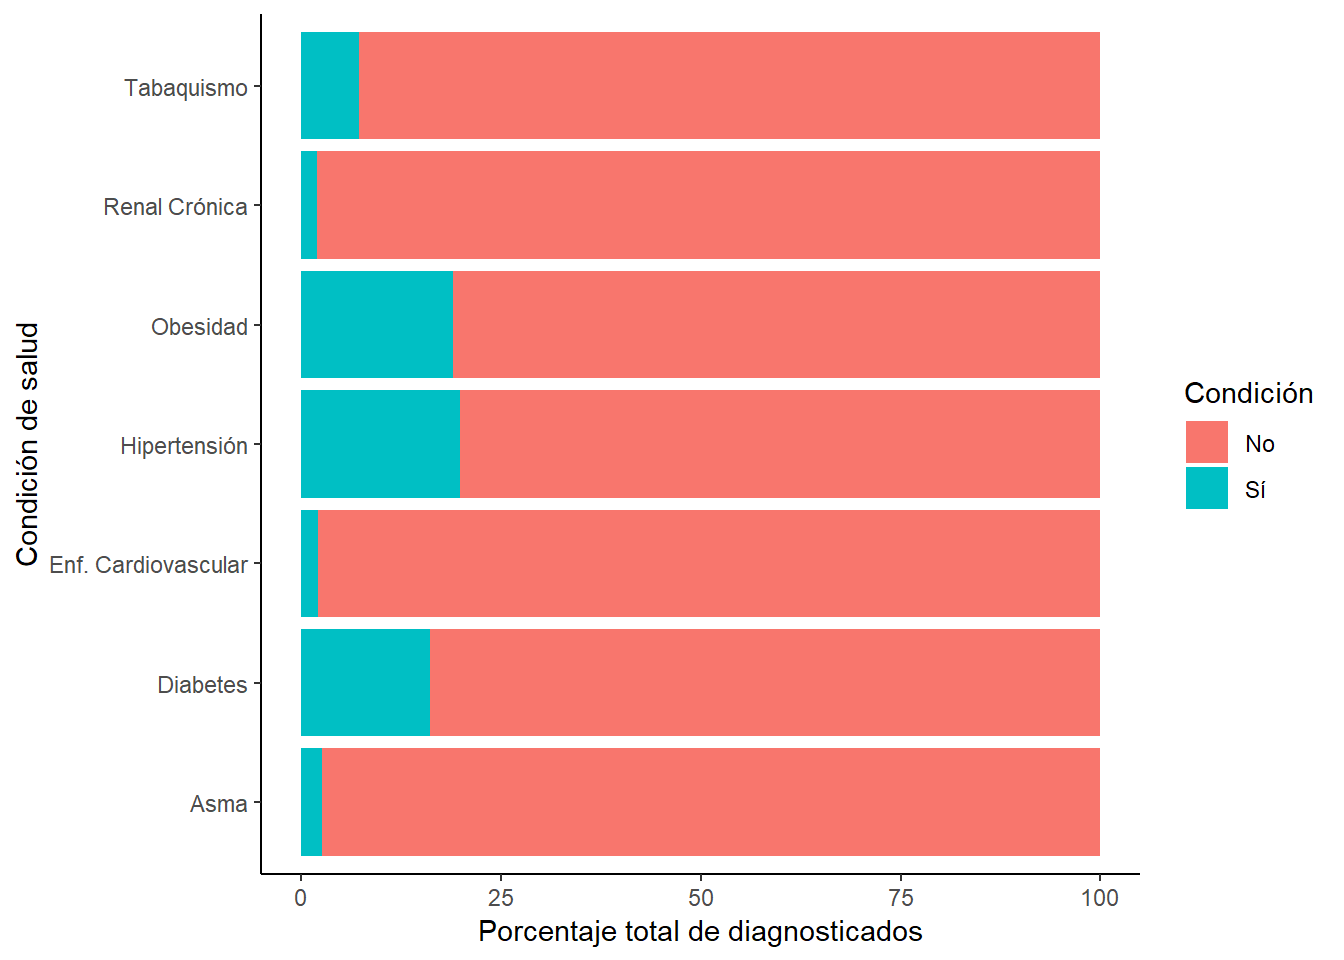 Tabaquismo
Renal Crónica
Obesidad
Hipertensión
Enf. Cardiovascular
Diabetes
Asma
Condición de salud
0 25 50 75 100
Porcentaje total de diagnosticados
Condición
No
Sí